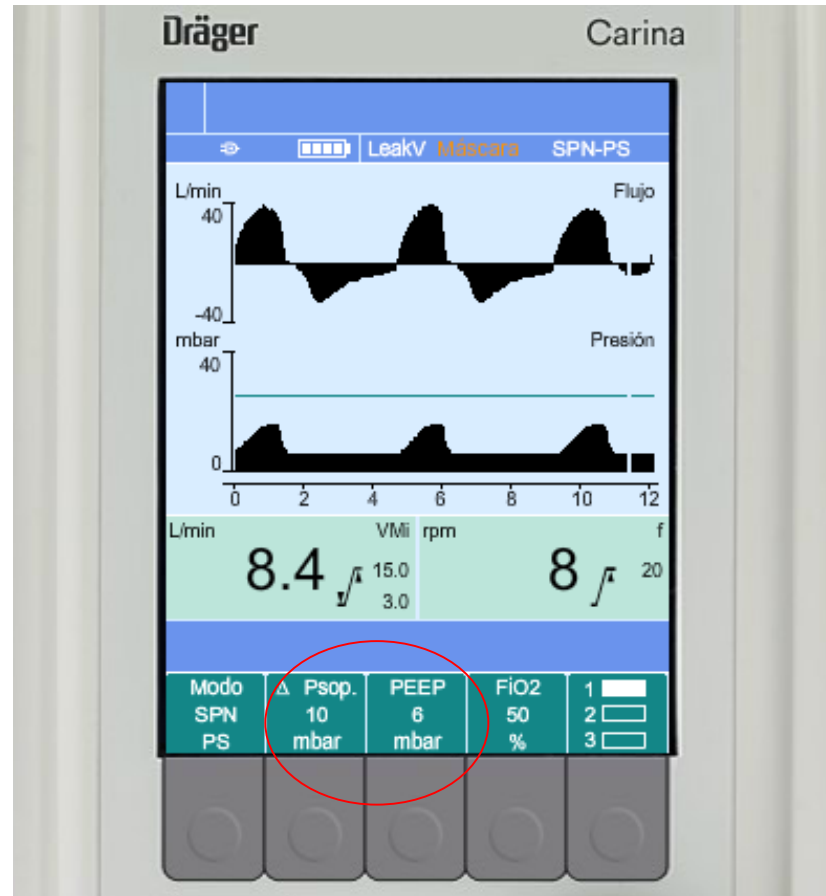 Dräger Carina
LeakV Máscara SPN-PS
L/min Flujo
40
-40
mbar Presión
40
0
0 2 4 6 8 10 12
L/min VMi rpm f
8.4 15.0 8 20
3.0
Modo Δ Psop. PEEP FiO2 1
SPN 10 6 50 2
PS mbar mbar % 3